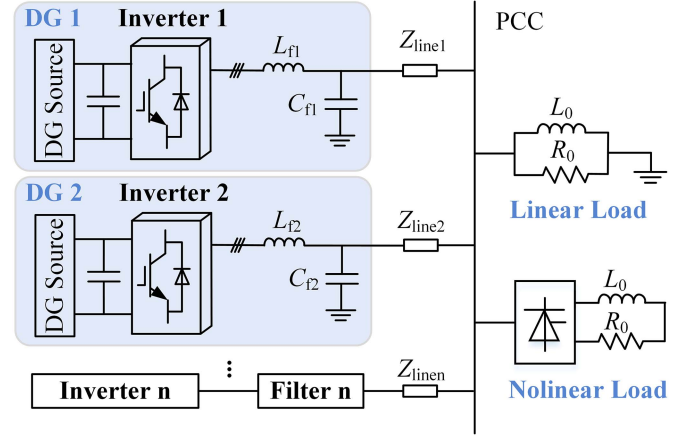 DG 1
Inverter 1
DG Source
Lf1
Cf1
Zline1
PCC
L0
R0
Linear Load
DG 2
Inverter 2
DG Source
Lf2
Cf2
Zline2
L0
R0
Nolinear Load
Inverter n
...
Filter n
Zlinen